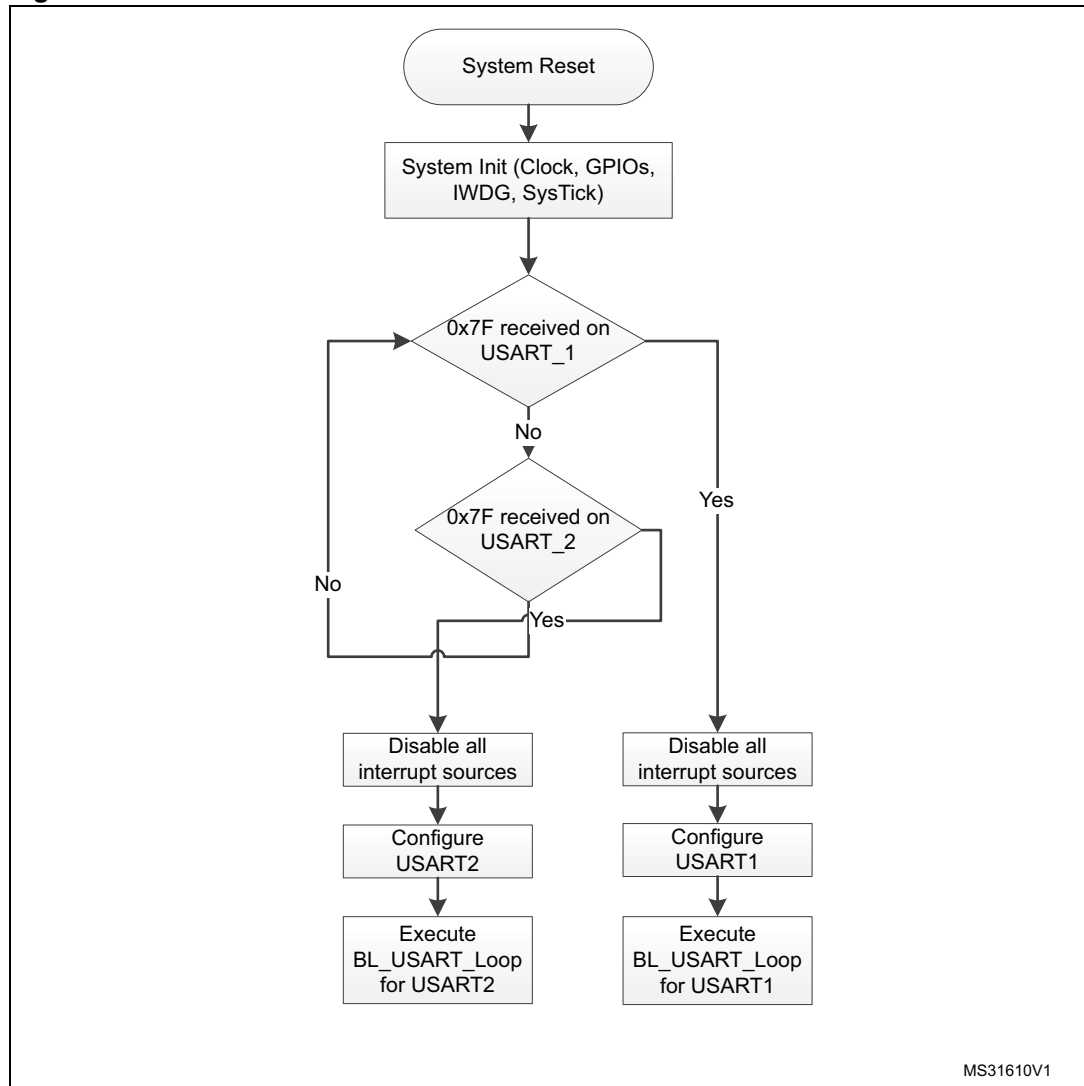 System Reset
System Init (Clock, GPIOs,
IWDG, SysTick)
0x7F received on
USART_1
No
0x7F received on
USART_2
Yes
No
Yes
Disable all
interrupt sources
Configure
USART2
Execute
BL_USART_Loop
for USART2
Disable all
interrupt sources
Configure
USART1
Execute
BL_USART_Loop
for USART1
MS31610V1